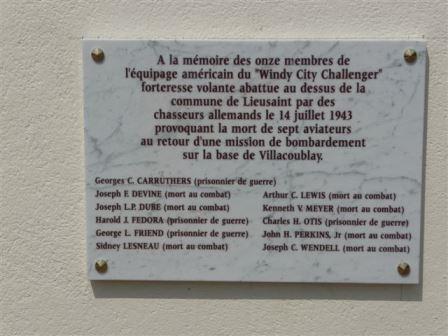 A la mémoire des onze membres de
l'équipage américain du "Windy City Challenger"
forteresse volante abattue au dessus de la
commune de Lieusaint par des
chasseurs allemands le 14 juillet 1943
provoquant la mort de sept aviateurs
au retour d'une mission de bombardement
sur la base de Villacoublay.
Georges C. CARRUTHERS (prisonnier de guerre)
Joseph F. DEVINE (mort au combat)
Joseph L.P. DUBE (mort au combat)
Harold J. FEDORA (prisonnier de guerre)
George L. FRIEND (prisonnier de guerre)
Sidney LESNEAU (mort au combat)
Arthur C. LEWIS (mort au combat)
Kenneth V. MEYER (mort au combat)
Charles H. OTIS (prisonnier de guerre)
John H. PERKINS, Jr (mort au combat)
Joseph C. WENDELL (mort au combat)